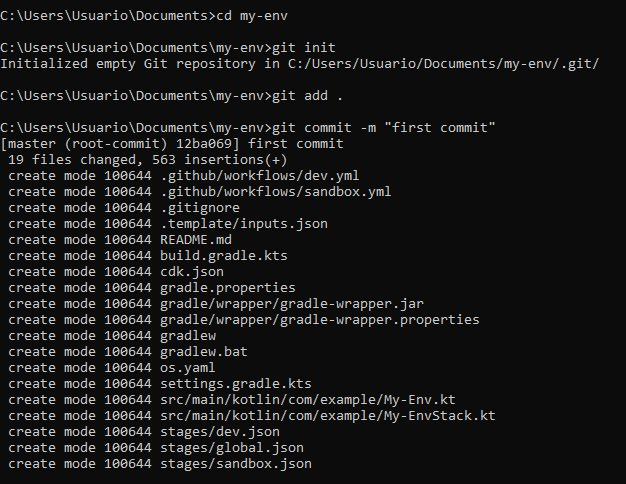 C:\Users\Usuario\Documents>cd my-env
C:\Users\Usuario\Documents\my-env>git init
Initialized empty Git repository in C:/Users/Usuario/Documents/my-env/.git/
C:\Users\Usuario\Documents\my-env>git add .
C:\Users\Usuario\Documents\my-env>git commit -m "first commit"
[master (root-commit) 12ba069] first commit
 19 files changed, 563 insertions(+)
 create mode 100644 .github/workflows/dev.yml
 create mode 100644 .github/workflows/sandbox.yml
 create mode 100644 .gitignore
 create mode 100644 .template/inputs.json
 create mode 100644 README.md
 create mode 100644 build.gradle.kts
 create mode 100644 cdk.json
 create mode 100644 gradle.properties
 create mode 100644 gradle/wrapper/gradle-wrapper.jar
 create mode 100644 gradle/wrapper/gradle-wrapper.properties
 create mode 100644 gradlew
 create mode 100644 gradlew.bat
 create mode 100644 os.yaml
 create mode 100644 settings.gradle.kts
 create mode 100644 src/main/kotlin/com/example/My-Env.kt
 create mode 100644 src/main/kotlin/com/example/My-EnvStack.kt
 create mode 100644 stages/dev.json
 create mode 100644 stages/global.json
 create mode 100644 stages/sandbox.json